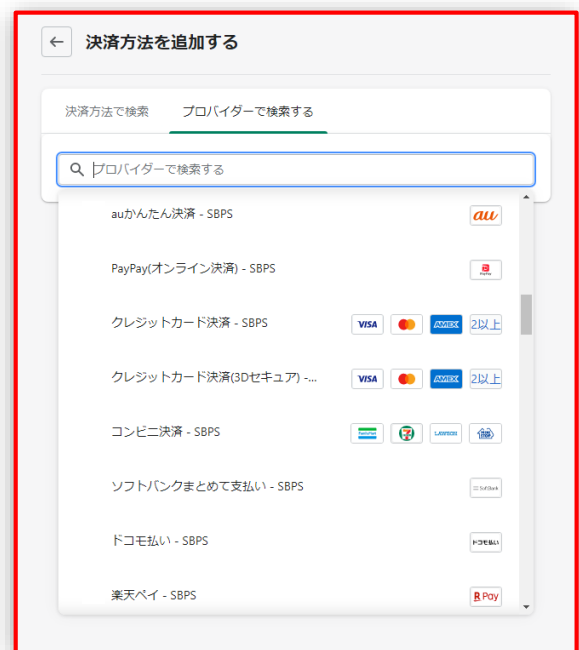 決済方法を追加する
決済方法で検索 プロバイダーで検索する
プロバイダーで検索する
auかんたん決済 - SBPS au
PayPay(オンライン決済) - SBPS PayPay
クレジットカード決済 - SBPS VISA AMEX 2以上
クレジットカード決済(3Dセキュア) -... VISA AMEX 2以上
コンビニ決済 - SBPS FamilyMart LAWSON
ソフトバンクまとめて支払い - SBPS SoftBank
ドコモ払い - SBPS ドコモ払い
楽天ペイ - SBPS R Pay